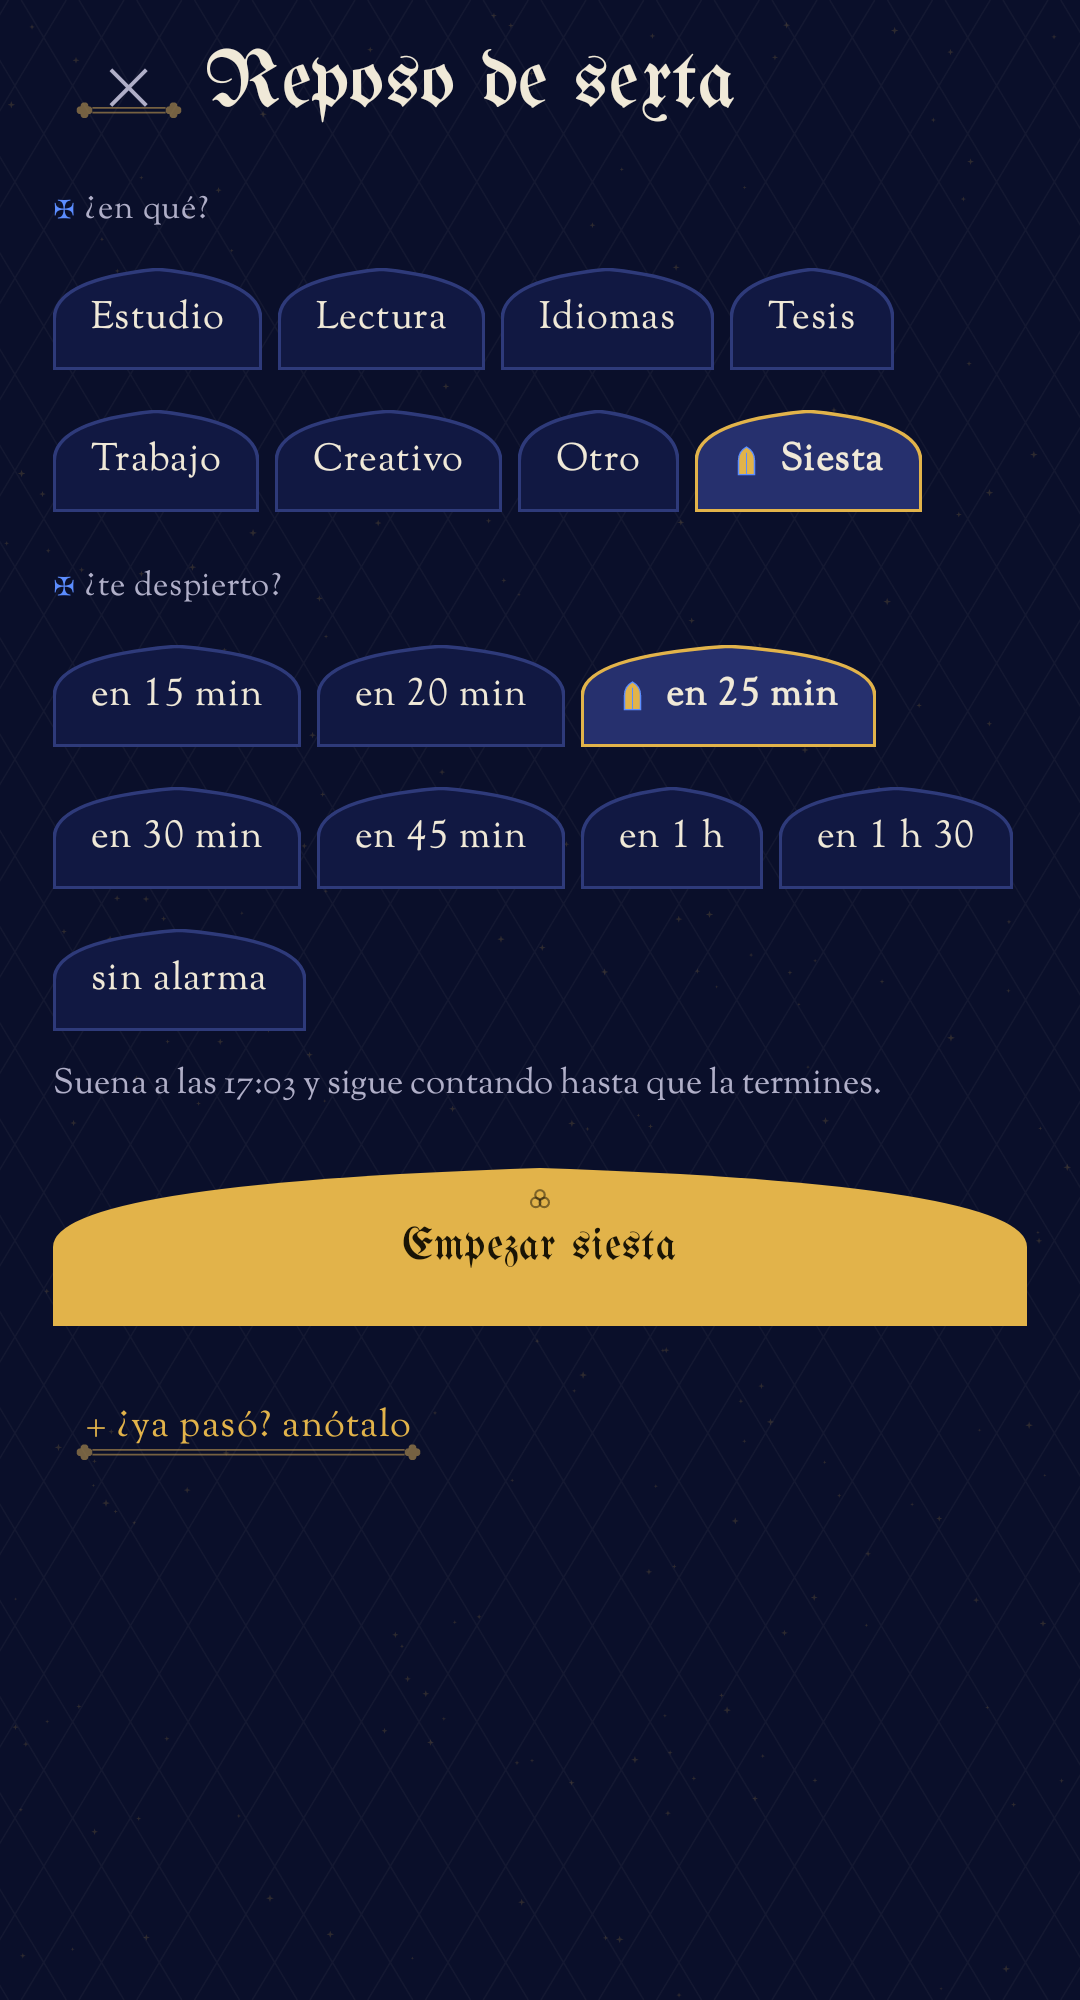 Reposo de sexta
✠ ¿en qué?
Estudio Lectura Idiomas Tesis
Trabajo Creativo Otro Siesta
✠ ¿te despierto?
en 15 min en 20 min en 25 min
en 30 min en 45 min en 1 h en 1 h 30
sin alarma
Suena a las 17:03 y sigue contando hasta que la termines.
Empezar siesta
+ ¿ya pasó? anótalo